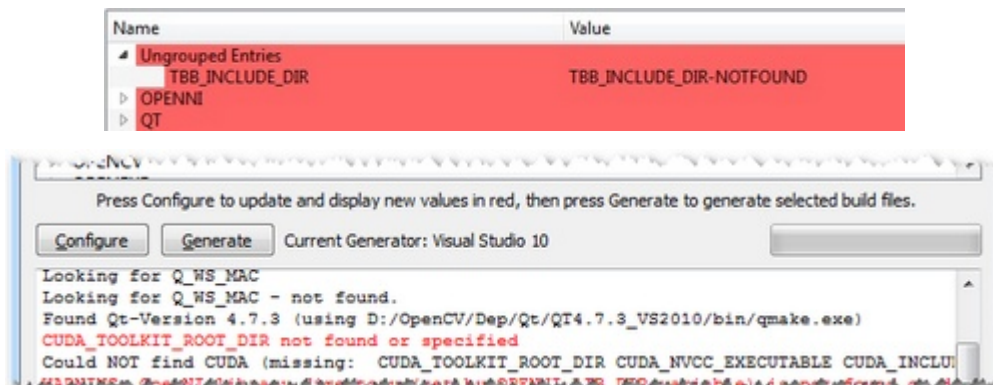 Name Value
Ungrouped Entries
TBB_INCLUDE_DIR TBB_INCLUDE_DIR-NOTFOUND
OPENNI
QT
Press Configure to update and display new values in red, then press Generate to generate selected build files.
Configure Generate Current Generator: Visual Studio 10
Looking for Q_WS_MAC
Looking for Q_WS_MAC - not found.
Found Qt-Version 4.7.3 (using D:/OpenCV/Dep/Qt/QT4.7.3_VS2010/bin/qmake.exe)
CUDA_TOOLKIT_ROOT_DIR not found or specified
Could NOT find CUDA (missing: CUDA_TOOLKIT_ROOT_DIR CUDA_NVCC_EXECUTABLE CUDA_INCLU